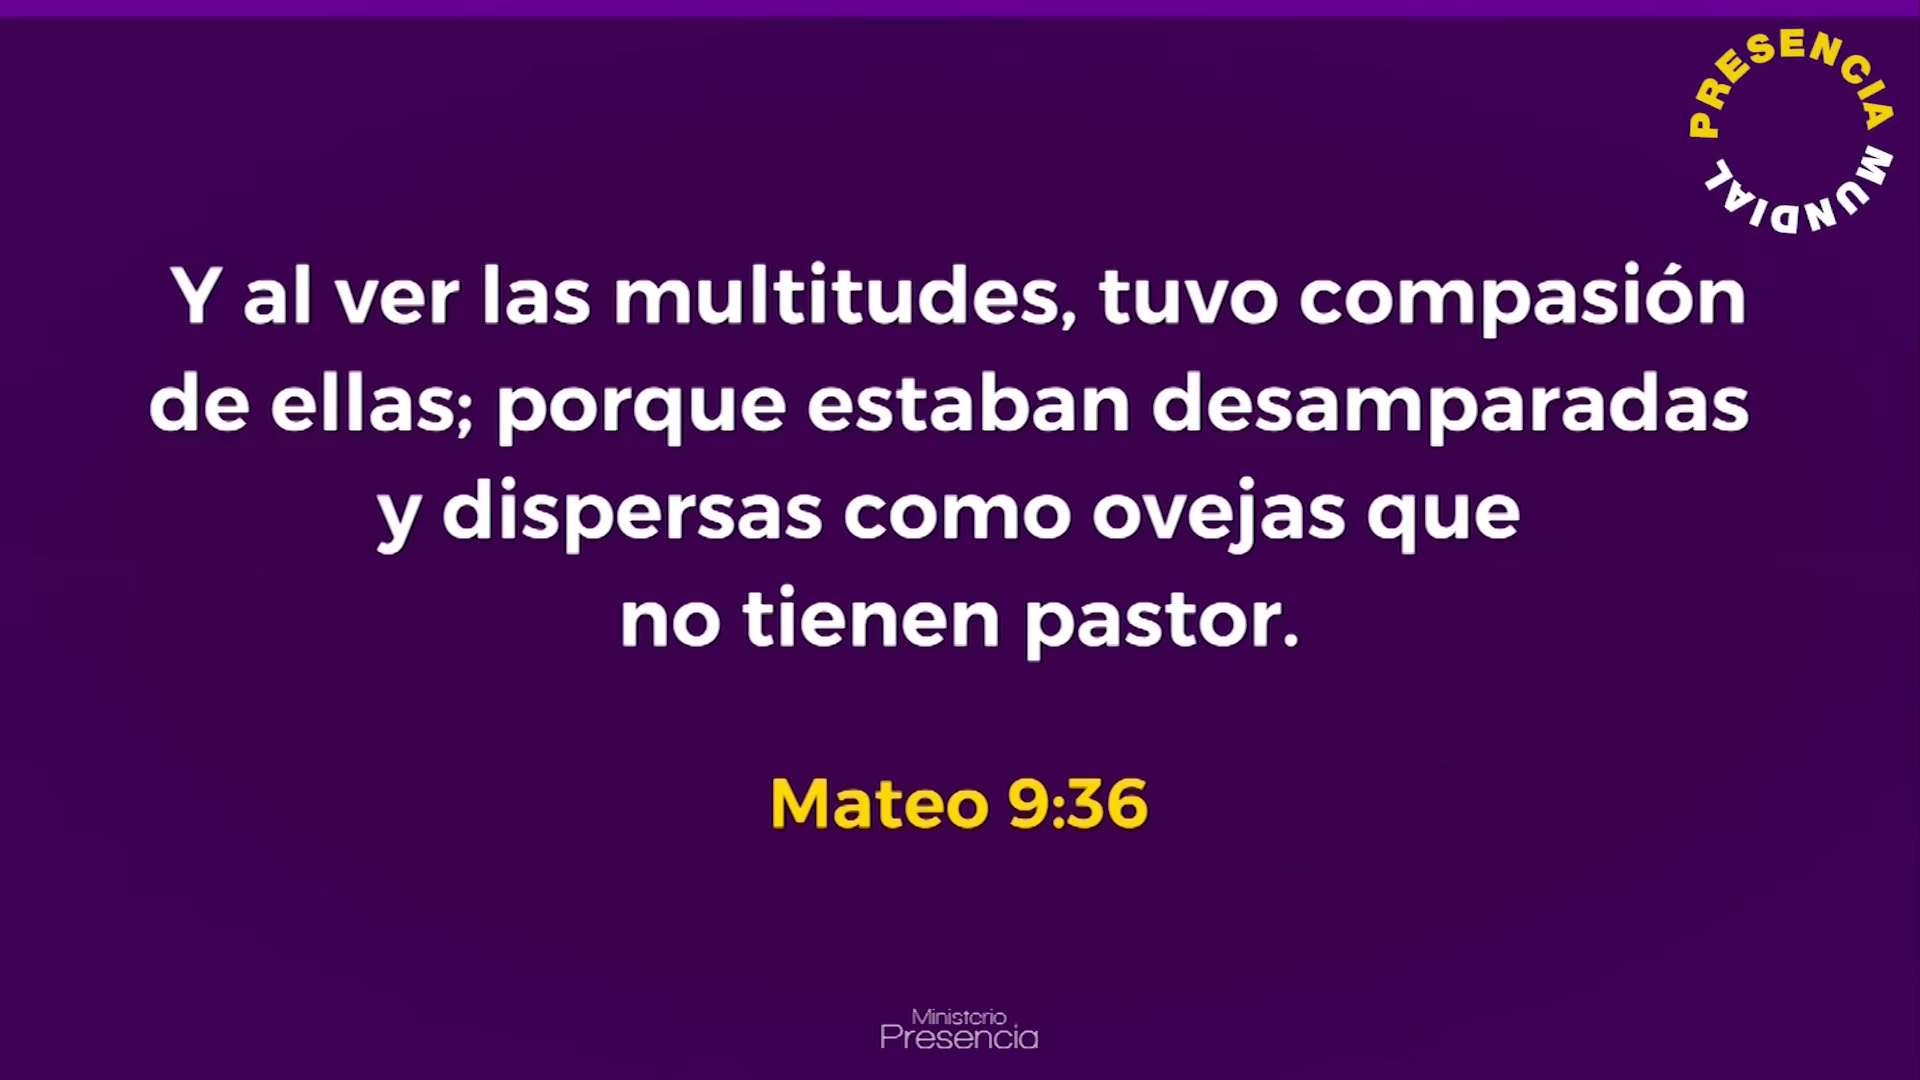 PRESENCIA MUNDIAL
Y al ver las multitudes, tuvo compasión
de ellas; porque estaban desamparadas
y dispersas como ovejas que
no tienen pastor.
Mateo 9:36
Ministerio
Presencia